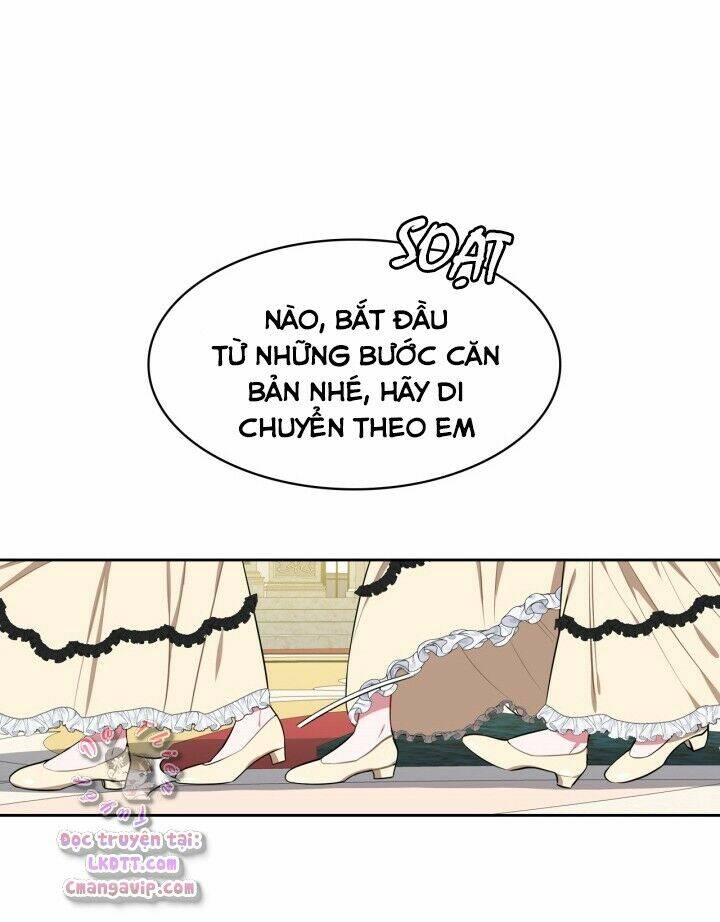 SOẠT
NÀO, BẮT ĐẦU
TỪ NHỮNG BƯỚC CĂN
BẢN NHÉ, HÃY DI
CHUYỂN THEO EM
Đọc truyện tại:
LKDTT.com
Cmangavip.com